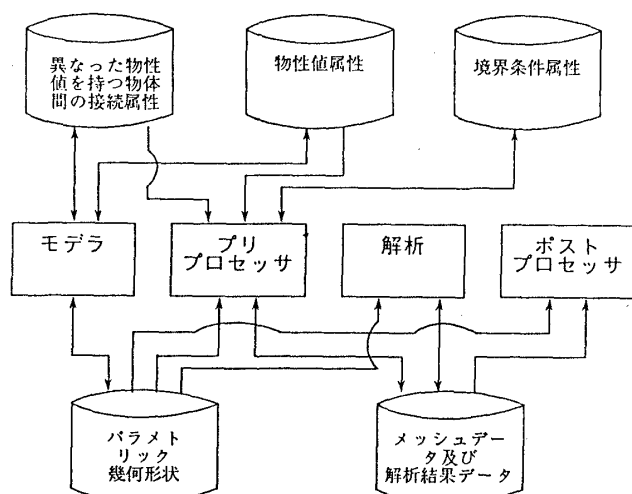 異なった物性
値を持つ物体
間の接続属性
物性値属性
境界条件属性
モデラ
プリ
プロセッサ
解析
ポスト
プロセッサ
パラメト
リック
幾何形状
メッシュデー
タ及び
解析結果データ